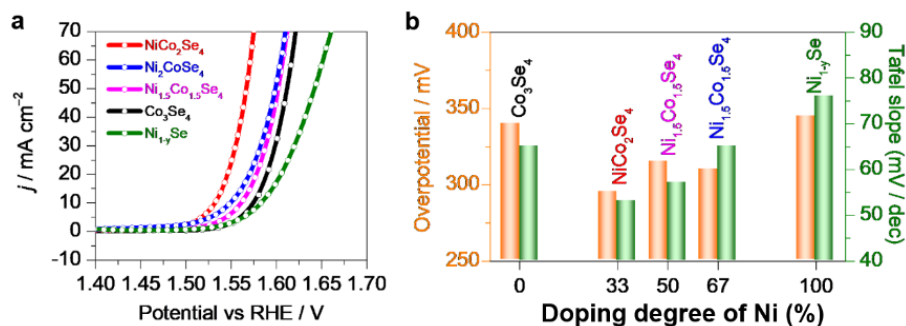 a
NiCo₂Se₄
Ni₂CoSe₄
Ni₁.₅Co₁.₅Se₄
Co₃Se₄
Ni₁₋ySe
j / mA cm⁻²
70
60
50
40
30
20
10
0
-10
1.40 1.45 1.50 1.55 1.60 1.65 1.70
Potential vs RHE / V
b
Overpotential / mV
400
350
300
250
Co₃Se₄
NiCo₂Se₄
Ni₁.₅Co₁.₅Se₄
Ni₁.₅Co₁.₅Se₄
Ni₁₋ySe
90
80
70
60
50
40
Tafel slope (mV / dec)
0 33 50 67 100
Doping degree of Ni (%)